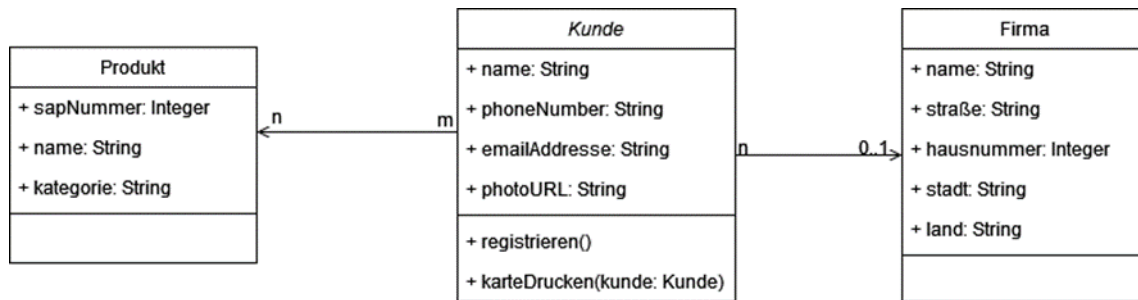 Produkt
+ sapNummer: Integer
+ name: String
+ kategorie: String
n
m
Kunde
+ name: String
+ phoneNumber: String
+ emailAddresse: String
+ photoURL: String
+ registrieren()
+ karteDrucken(kunde: Kunde)
n
0..1
Firma
+ name: String
+ straße: String
+ hausnummer: Integer
+ stadt: String
+ land: String